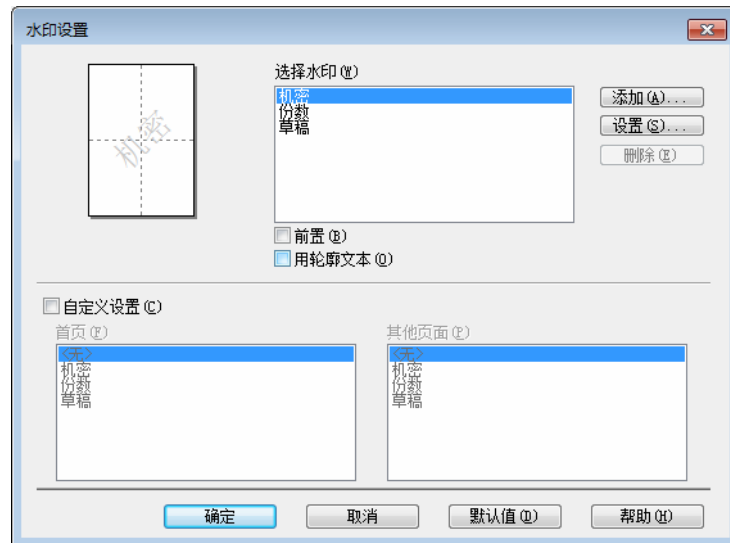 水印设置
机密
选择水印(W)
机密
份数
草稿
添加(A)...
设置(S)...
删除(E)
前置(B)
用轮廓文本(O)
自定义设置(C)
首页(F)
<无>
机密
份数
草稿
其他页面(P)
<无>
机密
份数
草稿
确定
取消
默认值(D)
帮助(H)